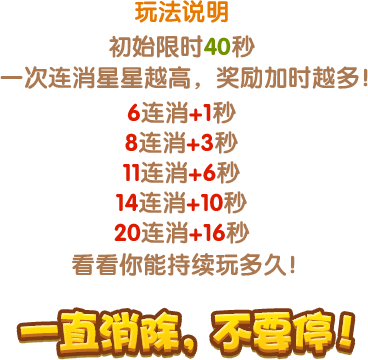 玩法说明
初始限时40秒
一次连消星星越高，奖励加时越多！
6连消+1秒
8连消+3秒
11连消+6秒
14连消+10秒
20连消+16秒
看看你能持续玩多久！
一直消除，不要停！